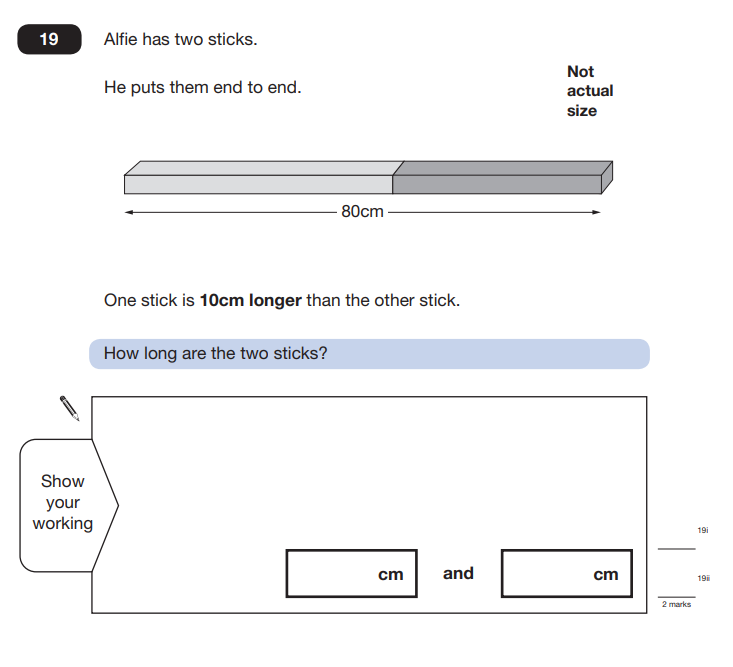 19
Alfie has two sticks.
He puts them end to end.
Not
actual
size
80cm
One stick is 10cm longer than the other stick.
How long are the two sticks?
Show
your
working
cm and cm
19i
19ii
2 marks